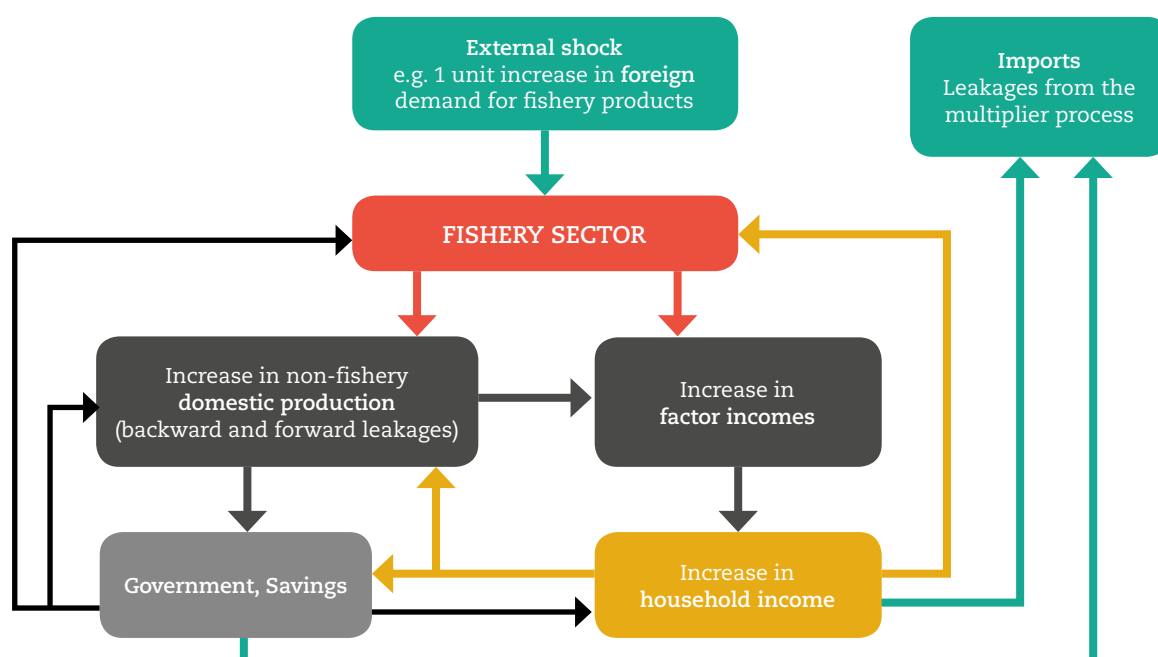 External shock
e.g. 1 unit increase in foreign
demand for fishery products
Imports
Leakages from the
multiplier process
FISHERY SECTOR
Increase in non-fishery
domestic production
(backward and forward leakages)
Increase in
factor incomes
Government, Savings
Increase in
household income